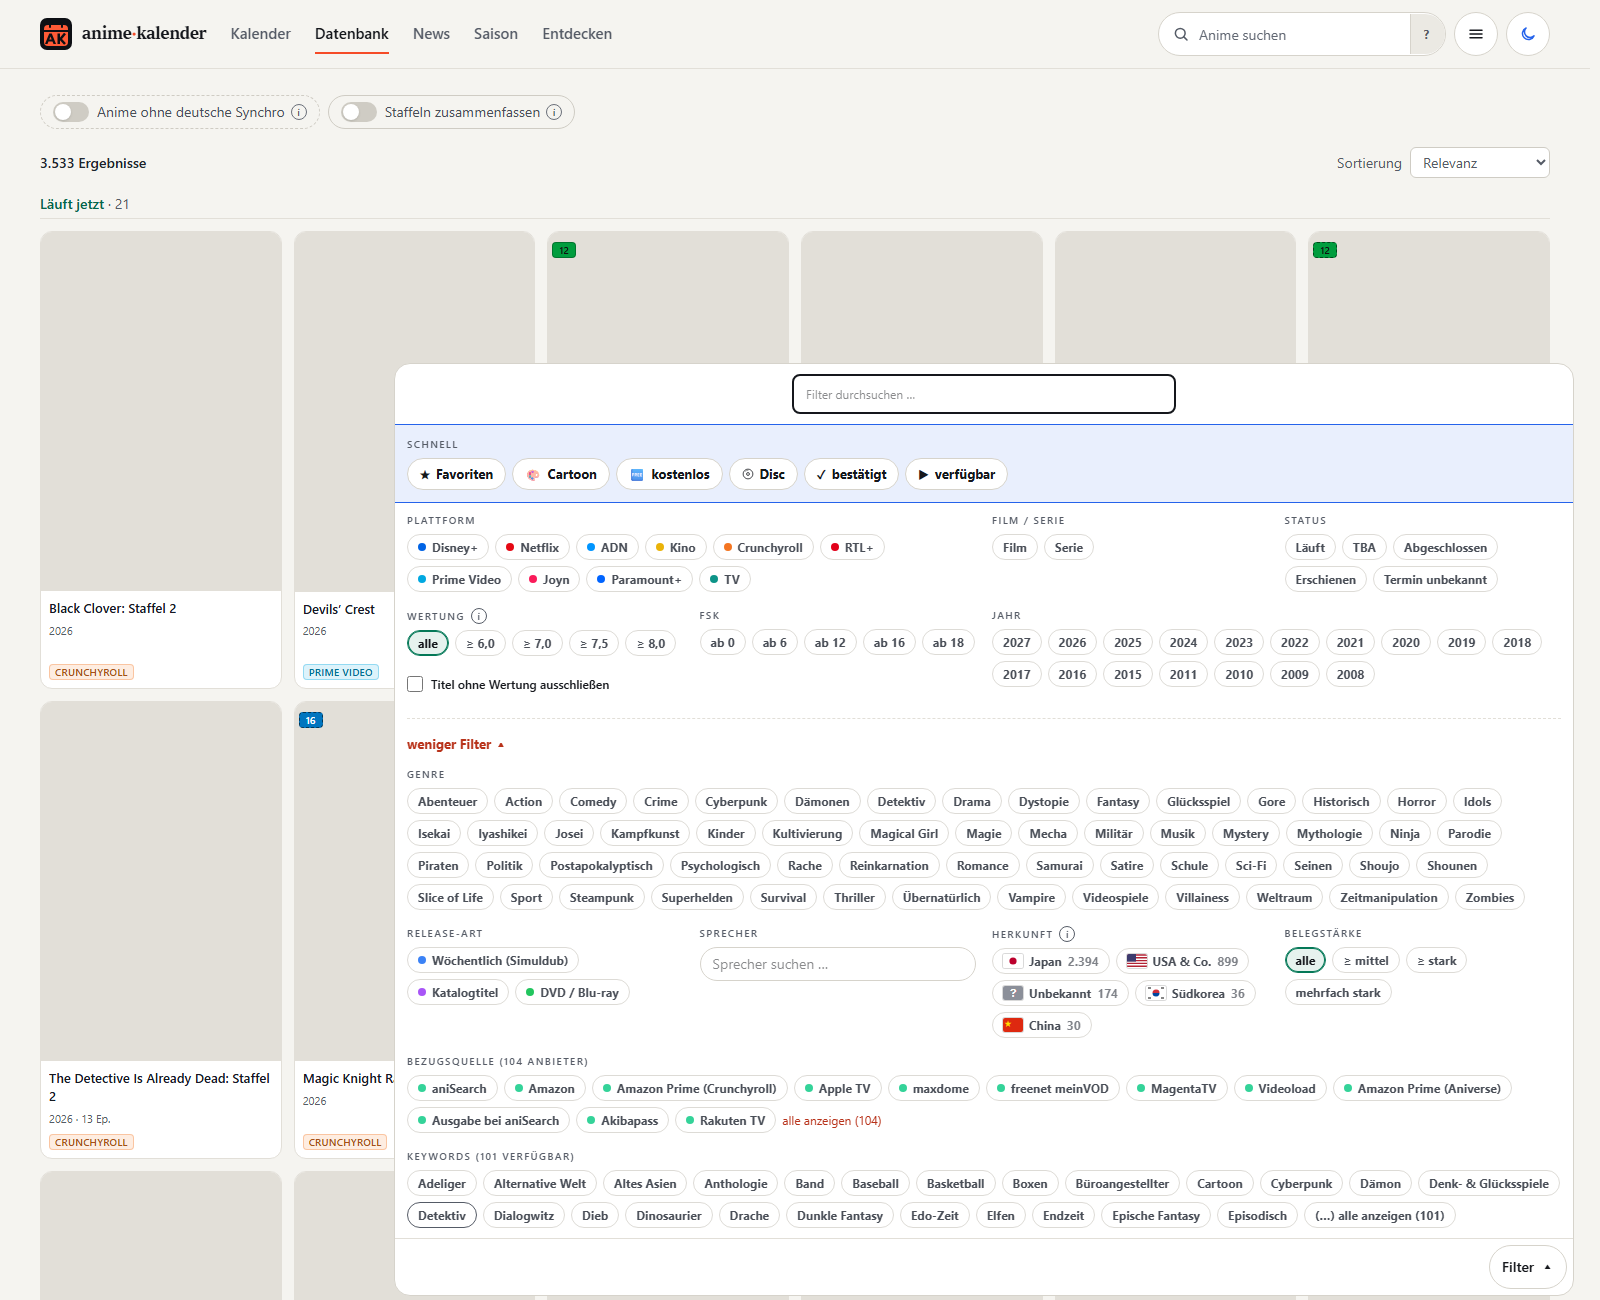 AK anime·kalender Kalender Datenbank News Saison Entdecken Anime suchen ?
Anime ohne deutsche Synchro i Staffeln zusammenfassen i
3.533 Ergebnisse Sortierung Relevanz
Läuft jetzt · 21
12 12
Filter durchsuchen ...
SCHNELL
★ Favoriten Cartoon FREE kostenlos Disc ✓ bestätigt ▶ verfügbar
PLATTFORM FILM / SERIE STATUS
Disney+ Netflix ADN Kino Crunchyroll RTL+ Film Serie Läuft TBA Abgeschlossen
Prime Video Joyn Paramount+ TV Erschienen Termin unbekannt
WERTUNG i FSK JAHR
alle ≥ 6,0 ≥ 7,0 ≥ 7,5 ≥ 8,0 ab 0 ab 6 ab 12 ab 16 ab 18 2027 2026 2025 2024 2023 2022 2021 2020 2019 2018
2017 2016 2015 2011 2010 2009 2008
Titel ohne Wertung ausschließen
weniger Filter ▲
GENRE
Abenteuer Action Comedy Crime Cyberpunk Dämonen Detektiv Drama Dystopie Fantasy Glücksspiel Gore Historisch Horror Idols
Isekai Iyashikei Josei Kampfkunst Kinder Kultivierung Magical Girl Magie Mecha Militär Musik Mystery Mythologie Ninja Parodie
Piraten Politik Postapokalyptisch Psychologisch Rache Reinkarnation Romance Samurai Satire Schule Sci-Fi Seinen Shoujo Shounen
Slice of Life Sport Steampunk Superhelden Survival Thriller Übernatürlich Vampire Videospiele Villainess Weltraum Zeitmanipulation Zombies
RELEASE-ART SPRECHER HERKUNFT i BELEGSTÄRKE
Wöchentlich (Simuldub) Sprecher suchen ... Japan 2.394 USA & Co. 899 alle ≥ mittel ≥ stark
Katalogtitel DVD / Blu-ray ? Unbekannt 174 Südkorea 36 mehrfach stark
China 30
BEZUGSQUELLE (104 ANBIETER)
aniSearch Amazon Amazon Prime (Crunchyroll) Apple TV maxdome freenet meinVOD MagentaTV Videoload Amazon Prime (Aniverse)
Ausgabe bei aniSearch Akibapass Rakuten TV alle anzeigen (104)
KEYWORDS (101 VERFÜGBAR)
Adeliger Alternative Welt Altes Asien Anthologie Band Baseball Basketball Boxen Büroangestellter Cartoon Cyberpunk Dämon Denk- & Glücksspiele
Detektiv Dialogwitz Dieb Dinosaurier Drache Dunkle Fantasy Edo-Zeit Elfen Endzeit Epische Fantasy Episodisch (...) alle anzeigen (101)
Filter ▲
Black Clover: Staffel 2
2026
CRUNCHYROLL
Devils' Crest
2026
PRIME VIDEO
The Detective Is Already Dead: Staffel
2
2026 · 13 Ep.
CRUNCHYROLL
16
Magic Knight
2026
CRUNCHYROLL